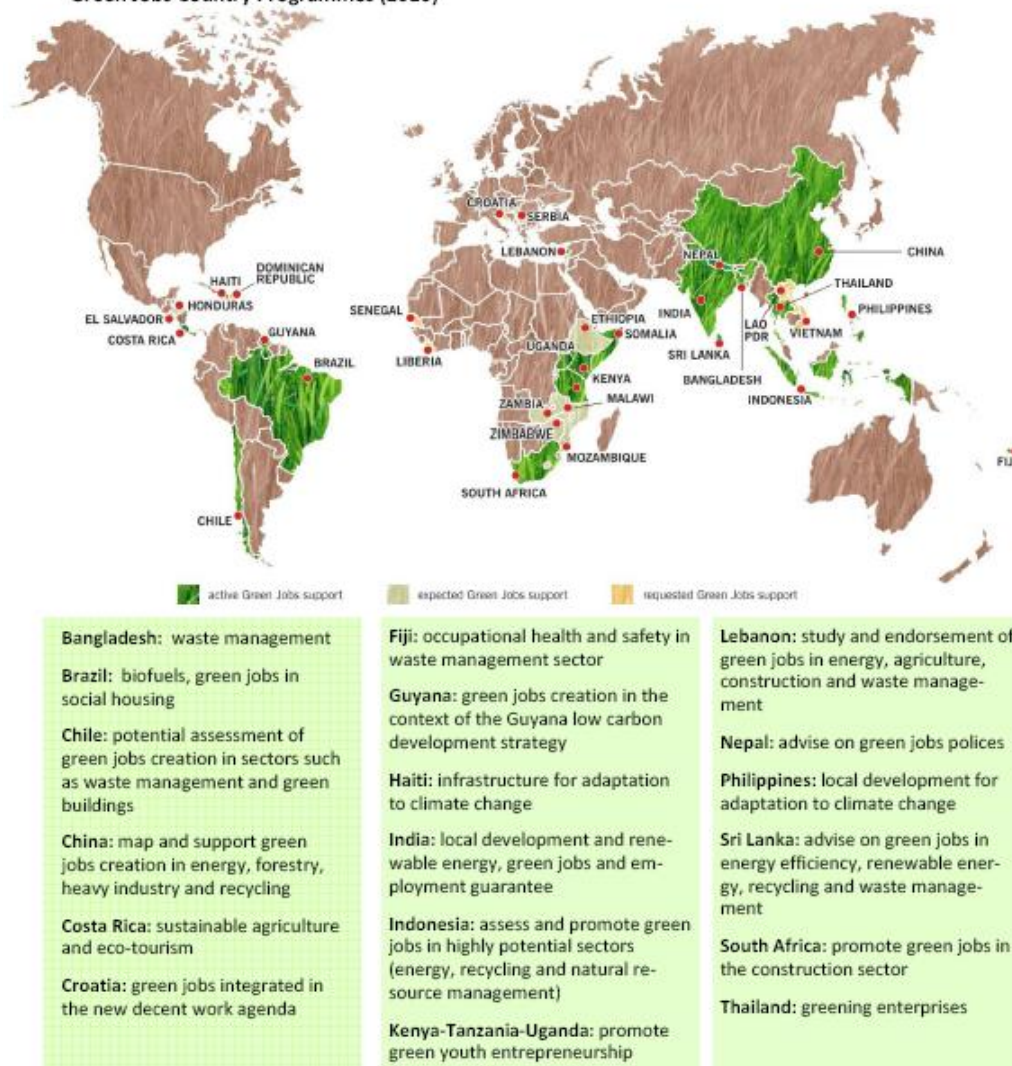 Green Jobs Country Programmes (2010)
CROATIA
SERBIA
LEBANON
NEPAL
CHINA
HAITI
DOMINICAN
REPUBLIC
HONDURAS
THAILAND
EL SALVADOR
SENEGAL
ETHIOPIA
INDIA
PHILIPPINES
COSTA RICA
GUYANA
UGANDA
SOMALIA
LAO
PDR
VIETNAM
LIBERIA
SRI LANKA
BRAZIL
KENYA
BANGLADESH
MALAWI
INDONESIA
ZAMBIA
ZIMBABWE
MOZAMBIQUE
FIJ
SOUTH AFRICA
CHILE
active Green Jobs support
expected Green Jobs support
requested Green Jobs support
Bangladesh: waste management
Brazil: biofuels, green jobs in
social housing
Chile: potential assessment of
green jobs creation in sectors such
as waste management and green
buildings
China: map and support green
jobs creation in energy, forestry,
heavy industry and recycling
Costa Rica: sustainable agriculture
and eco-tourism
Croatia: green jobs integrated in
the new decent work agenda
Fiji: occupational health and safety in
waste management sector
Guyana: green jobs creation in the
context of the Guyana low carbon
development strategy
Haiti: infrastructure for adaptation
to climate change
India: local development and rene-
wable energy, green jobs and em-
ployment guarantee
Indonesia: assess and promote green
jobs in highly potential sectors
(energy, recycling and natural re-
source management)
Kenya-Tanzania-Uganda: promote
green youth entrepreneurship
Lebanon: study and endorsement of
green jobs in energy, agriculture,
construction and waste manage-
ment
Nepal: advise on green jobs polices
Philippines: local development for
adaptation to climate change
Sri Lanka: advise on green jobs in
energy efficiency, renewable ener-
gy, recycling and waste manage-
ment
South Africa: promote green jobs in
the construction sector
Thailand: greening enterprises